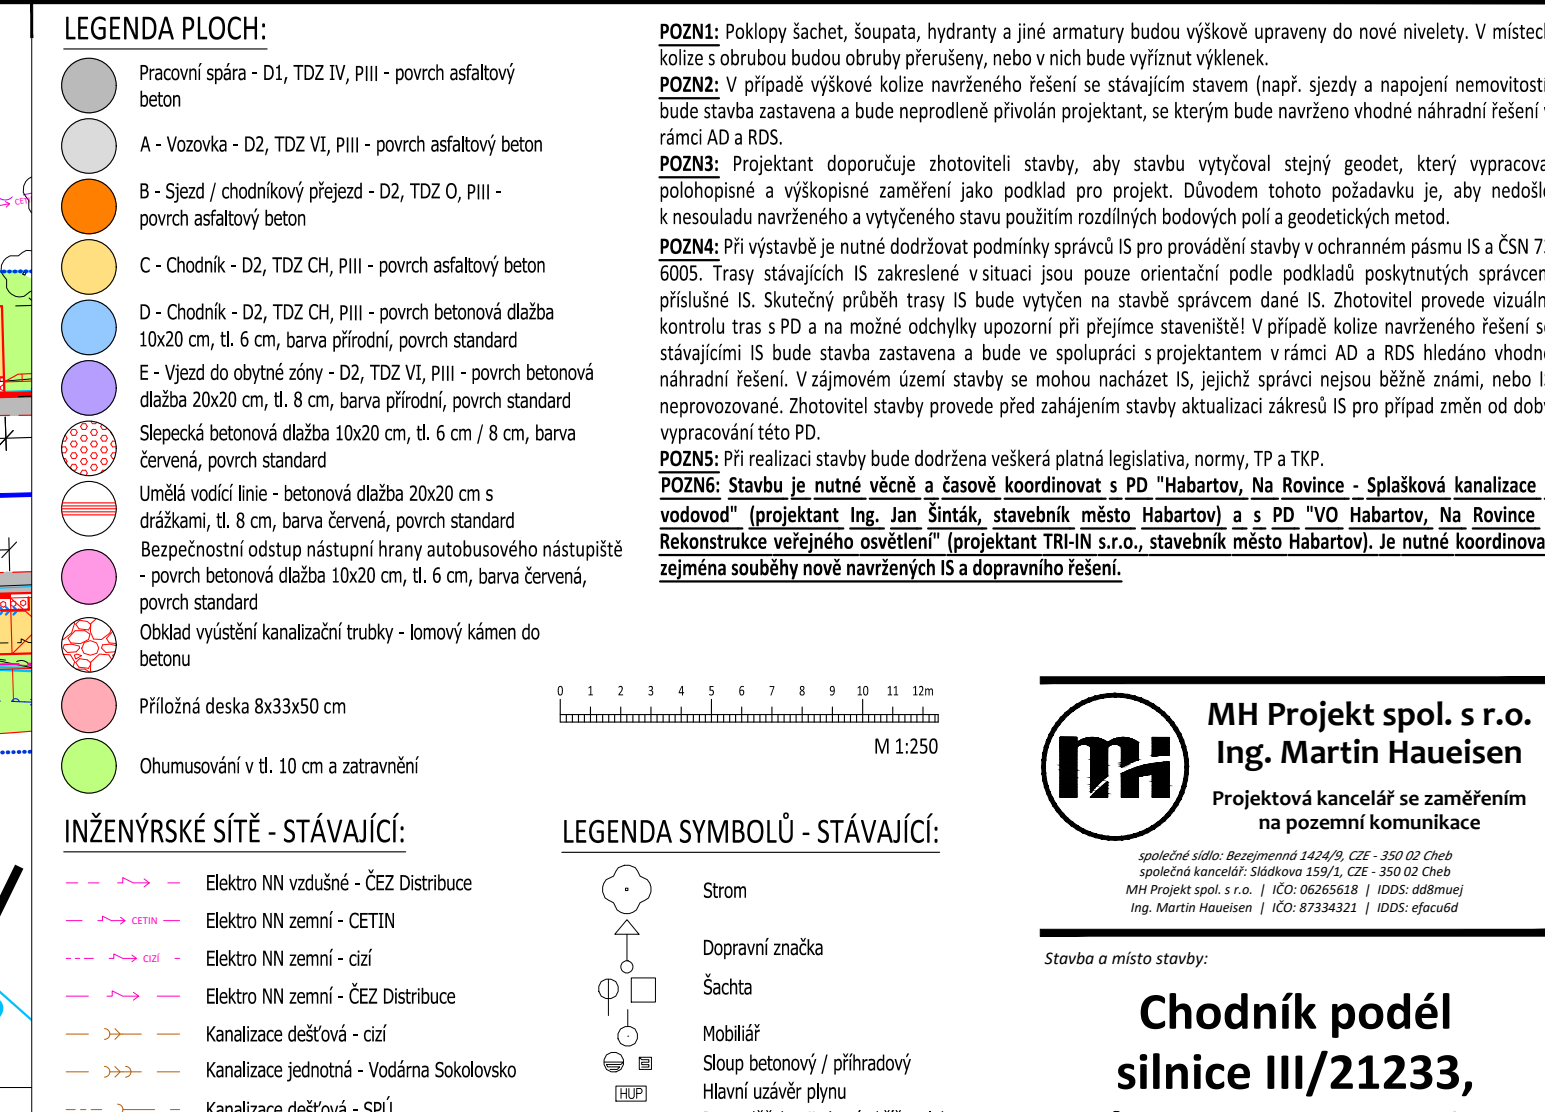 LEGENDA PLOCH:
Pracovní spára - D1, TDZ IV, PIII - povrch asfaltový
beton
A - Vozovka - D2, TDZ VI, PIII - povrch asfaltový beton
B - Sjezd / chodníkový přejezd - D2, TDZ O, PIII -
povrch asfaltový beton
C - Chodník - D2, TDZ CH, PIII - povrch asfaltový beton
D - Chodník - D2, TDZ CH, PIII - povrch betonová dlažba
10x20 cm, tl. 6 cm, barva přírodní, povrch standard
E - Vjezd do obytné zóny - D2, TDZ VI, PIII - povrch betonová
dlažba 20x20 cm, tl. 8 cm, barva přírodní, povrch standard
Slepecká betonová dlažba 10x20 cm, tl. 6 cm / 8 cm, barva
červená, povrch standard
Umělá vodící linie - betonová dlažba 20x20 cm s
drážkami, tl. 8 cm, barva červená, povrch standard
Bezpečnostní odstup nástupní hrany autobusového nástupiště
- povrch betonová dlažba 10x20 cm, tl. 6 cm, barva červená,
povrch standard
Obklad vyústění kanalizační trubky - lomový kámen do
betonu
Příložná deska 8x33x50 cm
Ohumusování v tl. 10 cm a zatravnění
POZN1: Poklopy šachet, šoupata, hydranty a jiné armatury budou výškově upraveny do nové nivelety. V místech
kolize s obrubou budou obruby přerušeny, nebo v nich bude vyříznut výklenek.
POZN2: V případě výškové kolize navrženého řešení se stávajícím stavem (např. sjezdy a napojení nemovitostí
bude stavba zastavena a bude neprodleně přivolán projektant, se kterým bude navrženo vhodné náhradní řešení v
rámci AD a RDS.
POZN3: Projektant doporučuje zhotoviteli stavby, aby stavbu vytyčoval stejný geodet, který vypracova
polohopisné a výškopisné zaměření jako podklad pro projekt. Důvodem tohoto požadavku je, aby nedošlo
k nesouladu navrženého a vytyčeného stavu použitím rozdílných bodových polí a geodetických metod.
POZN4: Při výstavbě je nutné dodržovat podmínky správců IS pro provádění stavby v ochranném pásmu IS a ČSN 73
6005. Trasy stávajících IS zakreslené v situaci jsou pouze orientační podle podkladů poskytnutých správcem
příslušné IS. Skutečný průběh trasy IS bude vytyčen na stavbě správcem dané IS. Zhotovitel provede vizuáln
kontrolu tras s PD a na možné odchylky upozorní při přejímce staveniště! V případě kolize navrženého řešení se
stávajícími IS bude stavba zastavena a bude ve spolupráci s projektantem v rámci AD a RDS hledáno vhodné
náhradní řešení. V zájmovém území stavby se mohou nacházet IS, jejichž správci nejsou běžně známi, nebo IS
neprovozované. Zhotovitel stavby provede před zahájením stavby aktualizaci zákresů IS pro případ změn od doby
vypracování této PD.
POZN5: Při realizaci stavby bude dodržena veškerá platná legislativa, normy, TP a TKP.
POZN6: Stavbu je nutné věcně a časově koordinovat s PD "Habartov, Na Rovince - Splašková kanalizace
vodovod" (projektant Ing. Jan Šinták, stavebník město Habartov) a s PD "VO Habartov, Na Rovince
Rekonstrukce veřejného osvětlení" (projektant TRI-IN s.r.o., stavebník město Habartov). Je nutné koordinova
zejména souběhy nově navržených IS a dopravního řešení.
0 1 2 3 4 5 6 7 8 9 10 11 12m
M 1:250
mH
MH Projekt spol. s r.o.
Ing. Martin Haueisen
Projektová kancelář se zaměřením
na pozemní komunikace
společné sídlo: Bezejmenná 1424/9, CZE - 350 02 Cheb
společná kancelář: Sládkova 159/1, CZE - 350 02 Cheb
MH Projekt spol. s r.o. | IČO: 06265618 | IDDS: dd8muej
Ing. Martin Haueisen | IČO: 87334321 | IDDS: efacu6d
Stavba a místo stavby:
Chodník podél
silnice III/21233,
INŽENÝRSKÉ SÍTĚ - STÁVAJÍCÍ:
Elektro NN vzdušné - ČEZ Distribuce
CETIN Elektro NN zemní - CETIN
CIZÍ Elektro NN zemní - cizí
Elektro NN zemní - ČEZ Distribuce
Kanalizace dešťová - cizí
Kanalizace jednotná - Vodárna Sokolovsko
Kanalizace dešťová - SPÚ
LEGENDA SYMBOLŮ - STÁVAJÍCÍ:
Strom
Dopravní značka
Šachta
Mobiliář
Sloup betonový / příhradový
HUP Hlavní uzávěr plynu